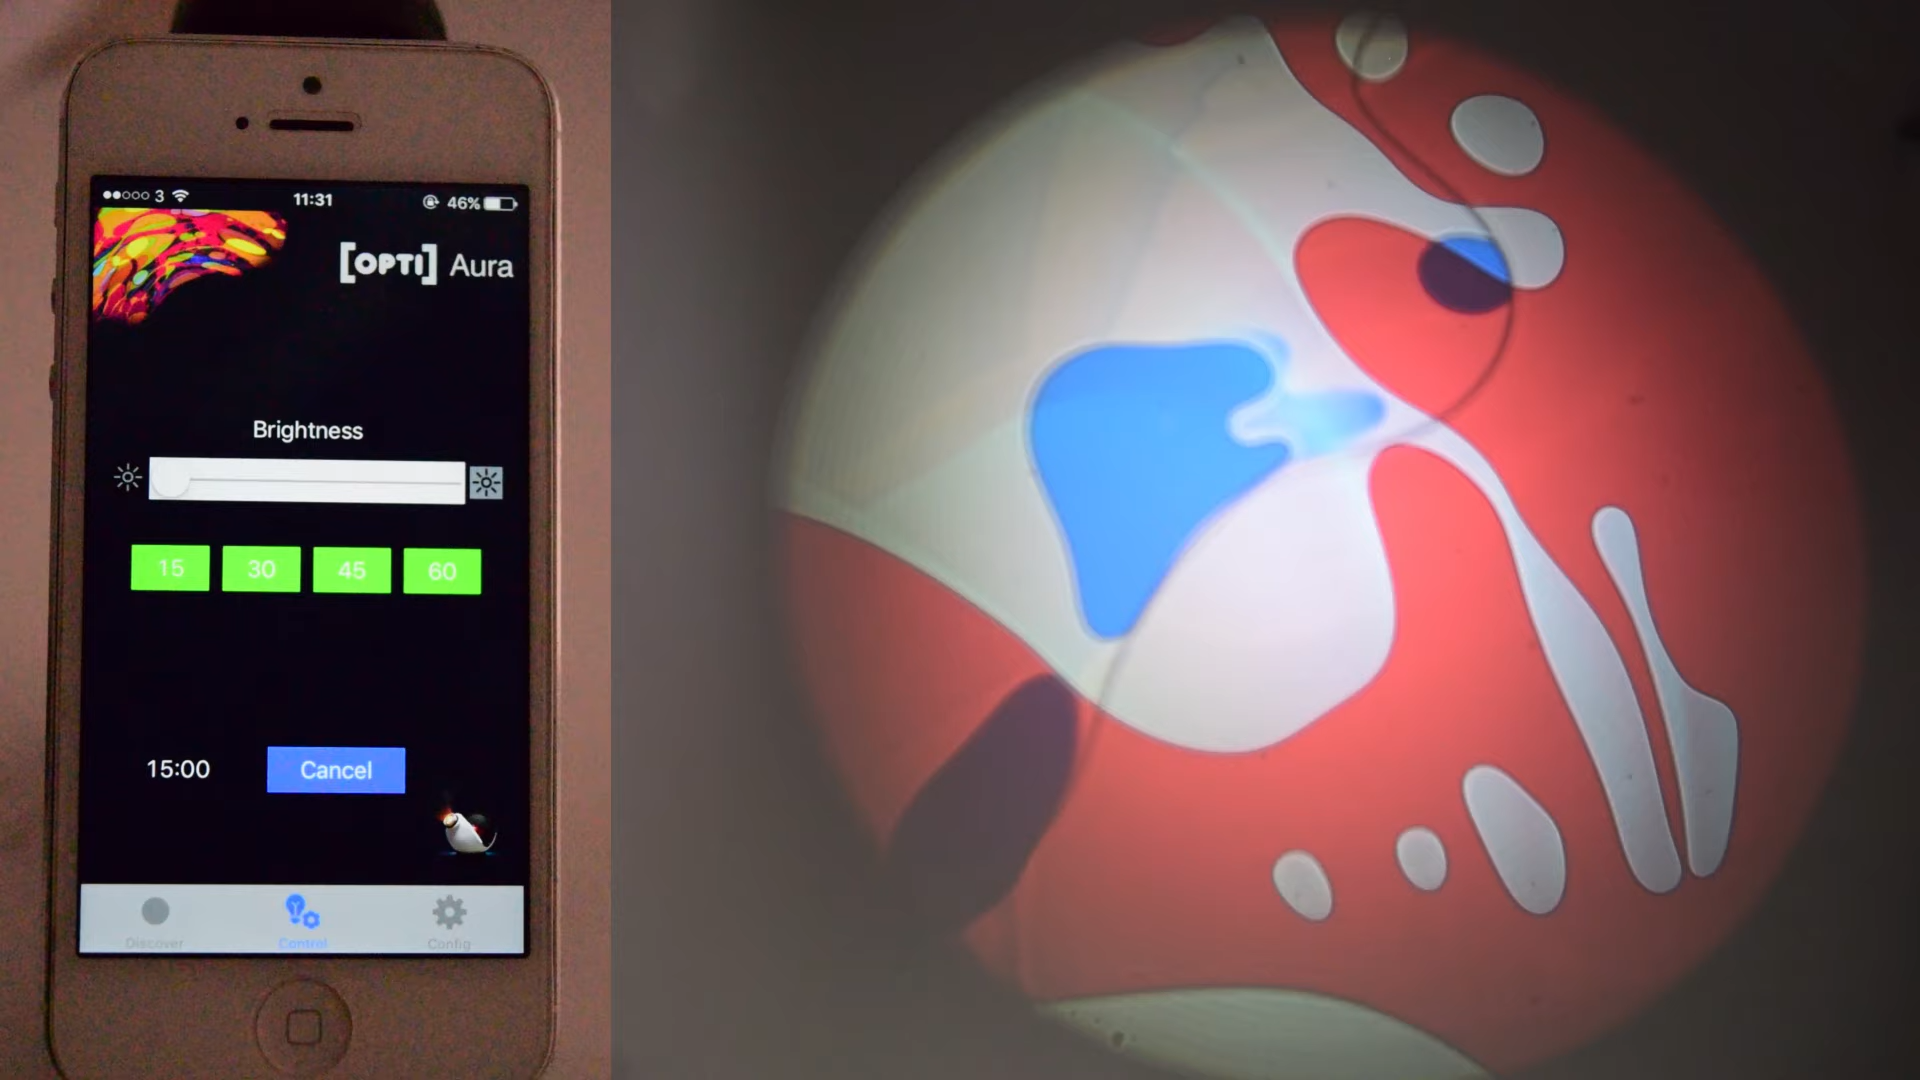 3 11:31 46%
[OPTI] Aura
Brightness
15 30 45 60
15:00 Cancel
Discover Control Config